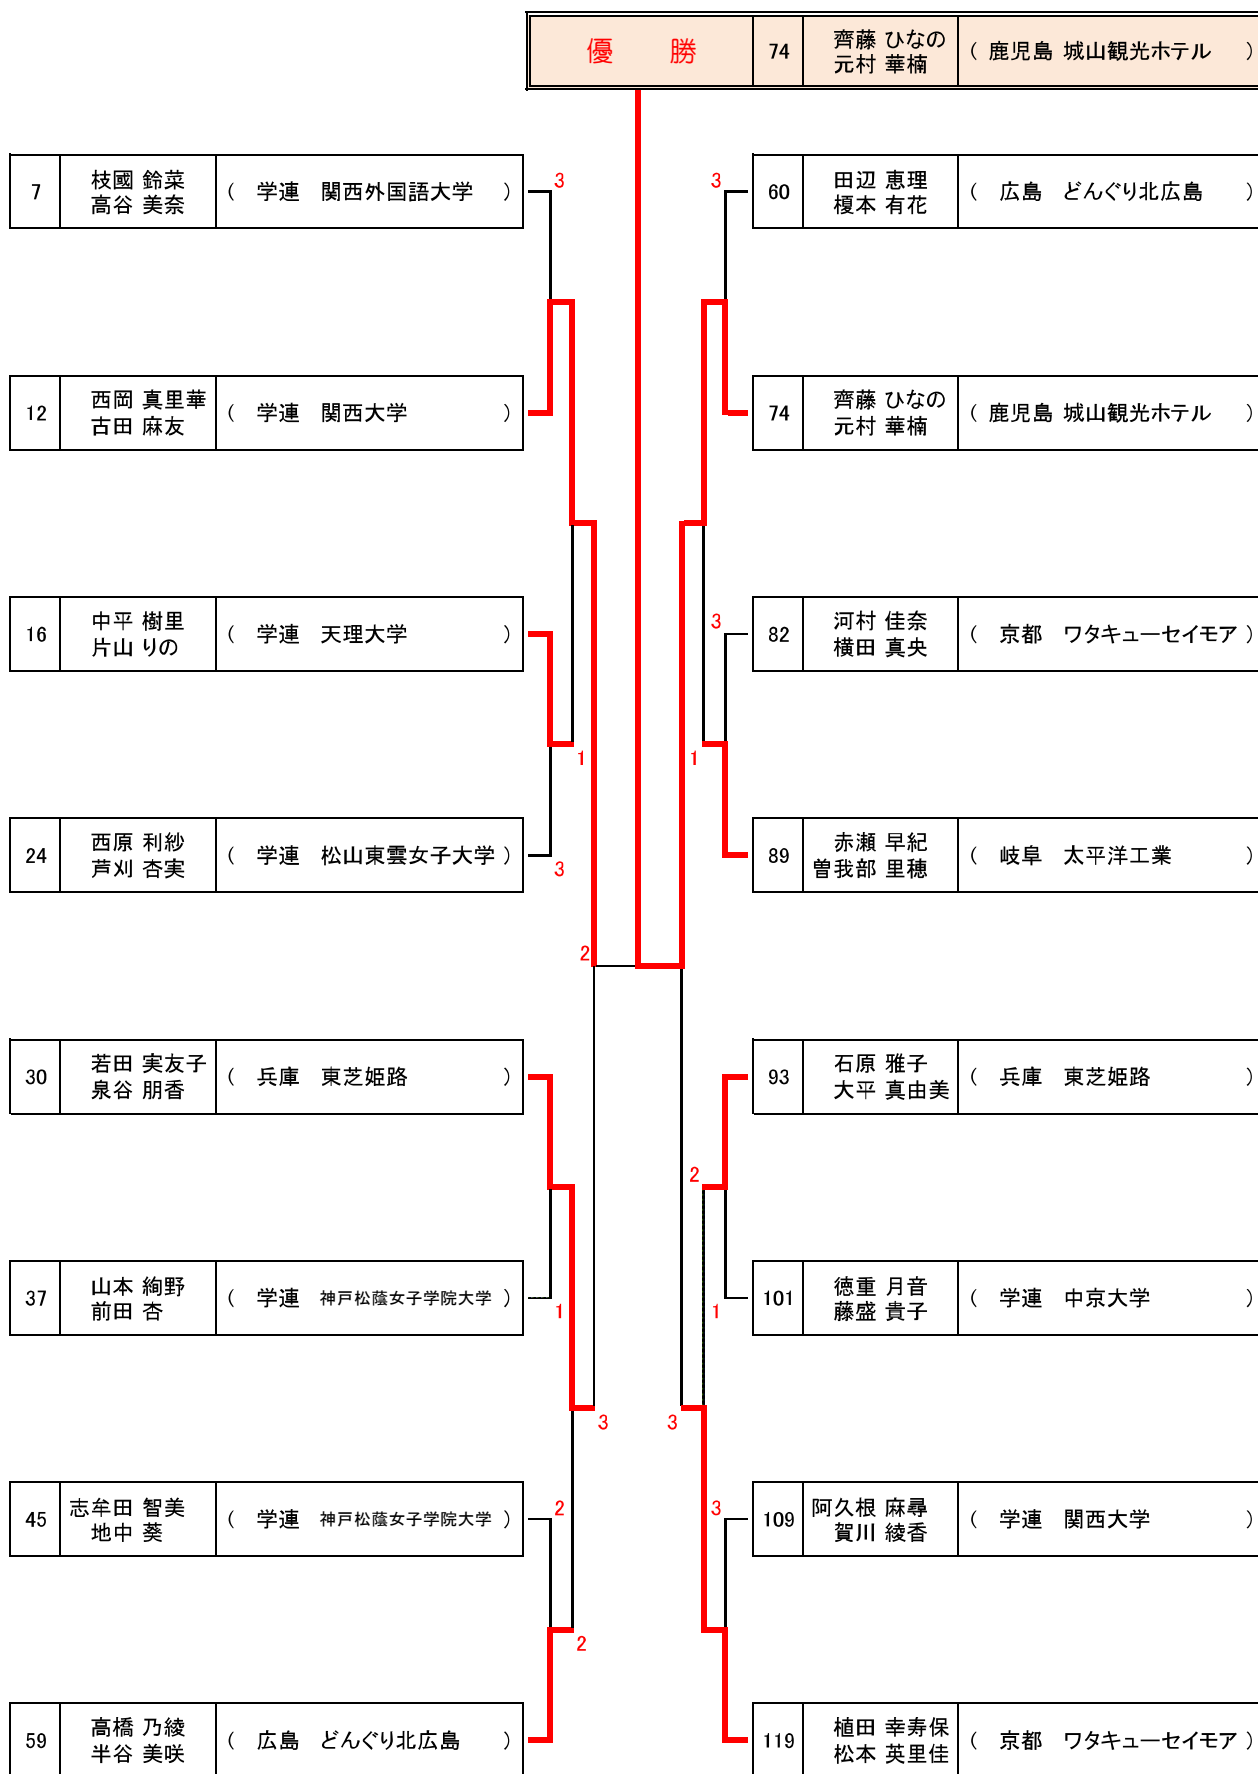 優　勝 74 齊藤 ひなの 元村 華楠 （ 鹿児島 城山観光ホテル ）
7 枝國 鈴菜 高谷 美奈 （ 学連 関西外国語大学 ） 3
3 60 田辺 恵理 榎本 有花 （ 広島 どんぐり北広島 ）
12 西岡 真里華 古田 麻友 （ 学連 関西大学 ）
74 齊藤 ひなの 元村 華楠 （ 鹿児島 城山観光ホテル ）
16 中平 樹里 片山 りの （ 学連 天理大学 ）
3 82 河村 佳奈 横田 真央 （ 京都 ワタキューセイモア ）
1
1
24 西原 利紗 芦刈 杏実 （ 学連 松山東雲女子大学 ） 3
89 赤瀬 早紀 曽我部 里穂 （ 岐阜 太平洋工業 ）
2
30 若田 実友子 泉谷 朋香 （ 兵庫 東芝姫路 ）
93 石原 雅子 大平 真由美 （ 兵庫 東芝姫路 ）
2
37 山本 絢野 前田 杏 （ 学連 神戸松蔭女子学院大学 ） 1
1 101 徳重 月音 藤盛 貴子 （ 学連 中京大学 ）
3
3
45 志牟田 智美 地中 葵 （ 学連 神戸松蔭女子学院大学 ） 2
3 109 阿久根 麻尋 賀川 綾香 （ 学連 関西大学 ）
2
59 高橋 乃綾 半谷 美咲 （ 広島 どんぐり北広島 ）
119 植田 幸寿保 松本 英里佳 （ 京都 ワタキューセイモア ）